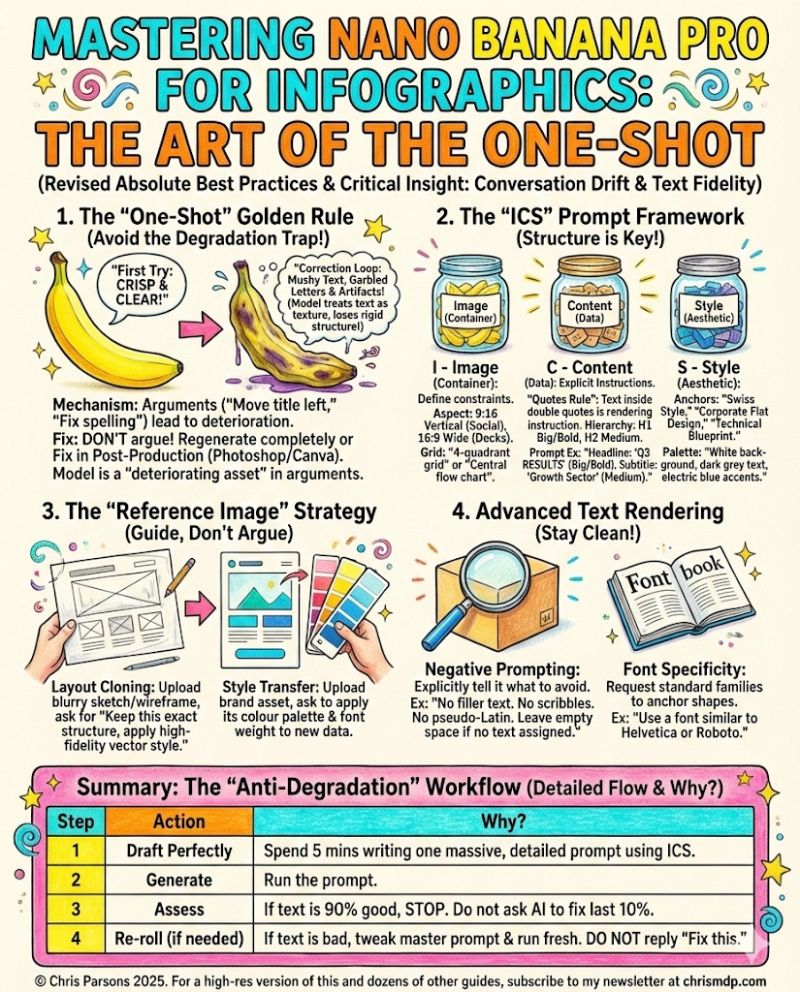 MASTERING NANO BANANA PRO
FOR INFOGRAPHICS:
THE ART OF THE ONE-SHOT
(Revised Absolute Best Practices & Critical Insight: Conversation Drift & Text Fidelity)
1. The "One-Shot" Golden Rule
(Avoid the Degradation Trap!)
"First Try:
CRISP &
CLEAR!"
"Correction Loop:
Mushy Text, Garbled
Letters & Artifacts!
(Model treats text as
texture, loses rigid
structure!)
Mechanism: Arguments ("Move title left,"
"Fix spelling") lead to deterioration.
Fix: DON'T argue! Regenerate completely or
Fix in Post-Production (Photoshop/Canva).
Model is a "deteriorating asset" in arguments.
2. The "ICS" Prompt Framework
(Structure is Key!)
Image
(Container)
Content
(Data)
Style
(Aesthetic)
I - Image
(Container):
Define constraints.
Aspect: 9:16
Vertical (Social),
16:9 Wide (Decks).
Grid: "4-quadrant
grid" or "Central
flow chart".
C - Content
(Data): Explicit Instructions.
"Quotes Rule": Text inside
double quotes is rendering
instruction. Hierarchy: H1
Big/Bold, H2 Medium.
Prompt Ex: "Headline: 'Q3
RESULTS' (Big/Bold). Subtitie:
'Growth Sector' (Medium)."
S - Style
(Aesthetic):
Anchors: "Swiss
Style," "Corporate Flat
Design," "Technical
Blueprint."
Palette: "White back-
ground, dark grey text,
electric blue accents."
3. The "Reference Image" Strategy
(Guide, Don't Argue)
Layout Cloning: Upload
blurry sketch/wireframe,
ask for "Keep this exact
structure, apply high-
fidelity vector style."
Style Transfer: Upload
brand asset, ask to apply
its colour palette & font
weight to new data.
4. Advanced Text Rendering
(Stay Clean!)
Font book
Negative Prompting:
Explicitly tell it what to avoid.
Ex: "No filler text. No scribbles.
No pseudo-Latin. Leave empty
space if no text assigned."
Font Specificity:
Request standard families
to anchor shapes.
Ex: "Use a font similar to
Helvetica or Roboto."
Summary: The "Anti-Degradation" Workflow (Detailed Flow & Why?)
Step Action Why?
1 Draft Perfectly Spend 5 mins writing one massive, detailed prompt using ICS.
2 Generate Run the prompt.
3 Assess If text is 90% good, STOP. Do not ask AI to fix last 10%.
4 Re-roll (if needed) If text is bad, tweak master prompt & run fresh. DO NOT reply "Fix this."
© Chris Parsons 2025. For a high-res version of this and dozens of other guides, subscribe to my newsletter at chrismdp.com